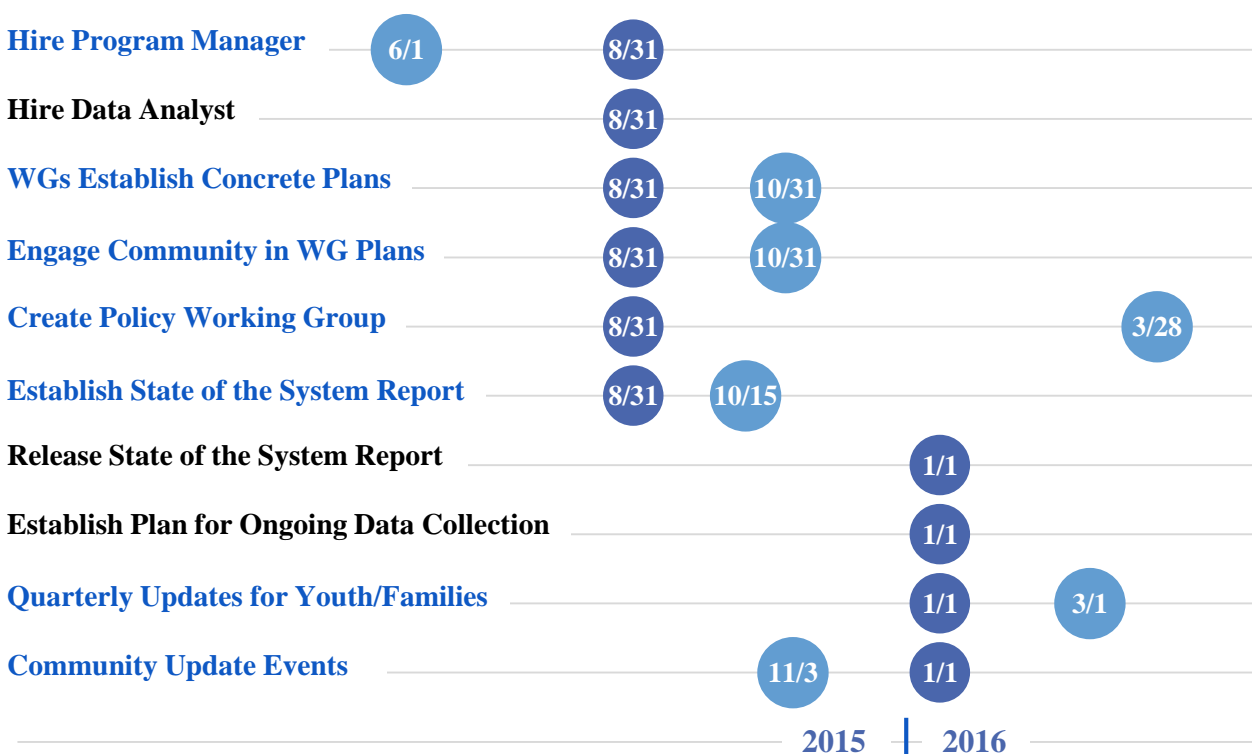 Hire Program Manager 6/1 8/31
Hire Data Analyst 8/31
WGs Establish Concrete Plans 8/31 10/31
Engage Community in WG Plans 8/31 10/31
Create Policy Working Group 8/31 3/28
Establish State of the System Report 8/31 10/15
Release State of the System Report 1/1
Establish Plan for Ongoing Data Collection 1/1
Quarterly Updates for Youth/Families 1/1 3/1
Community Update Events 11/3 1/1
2015 2016